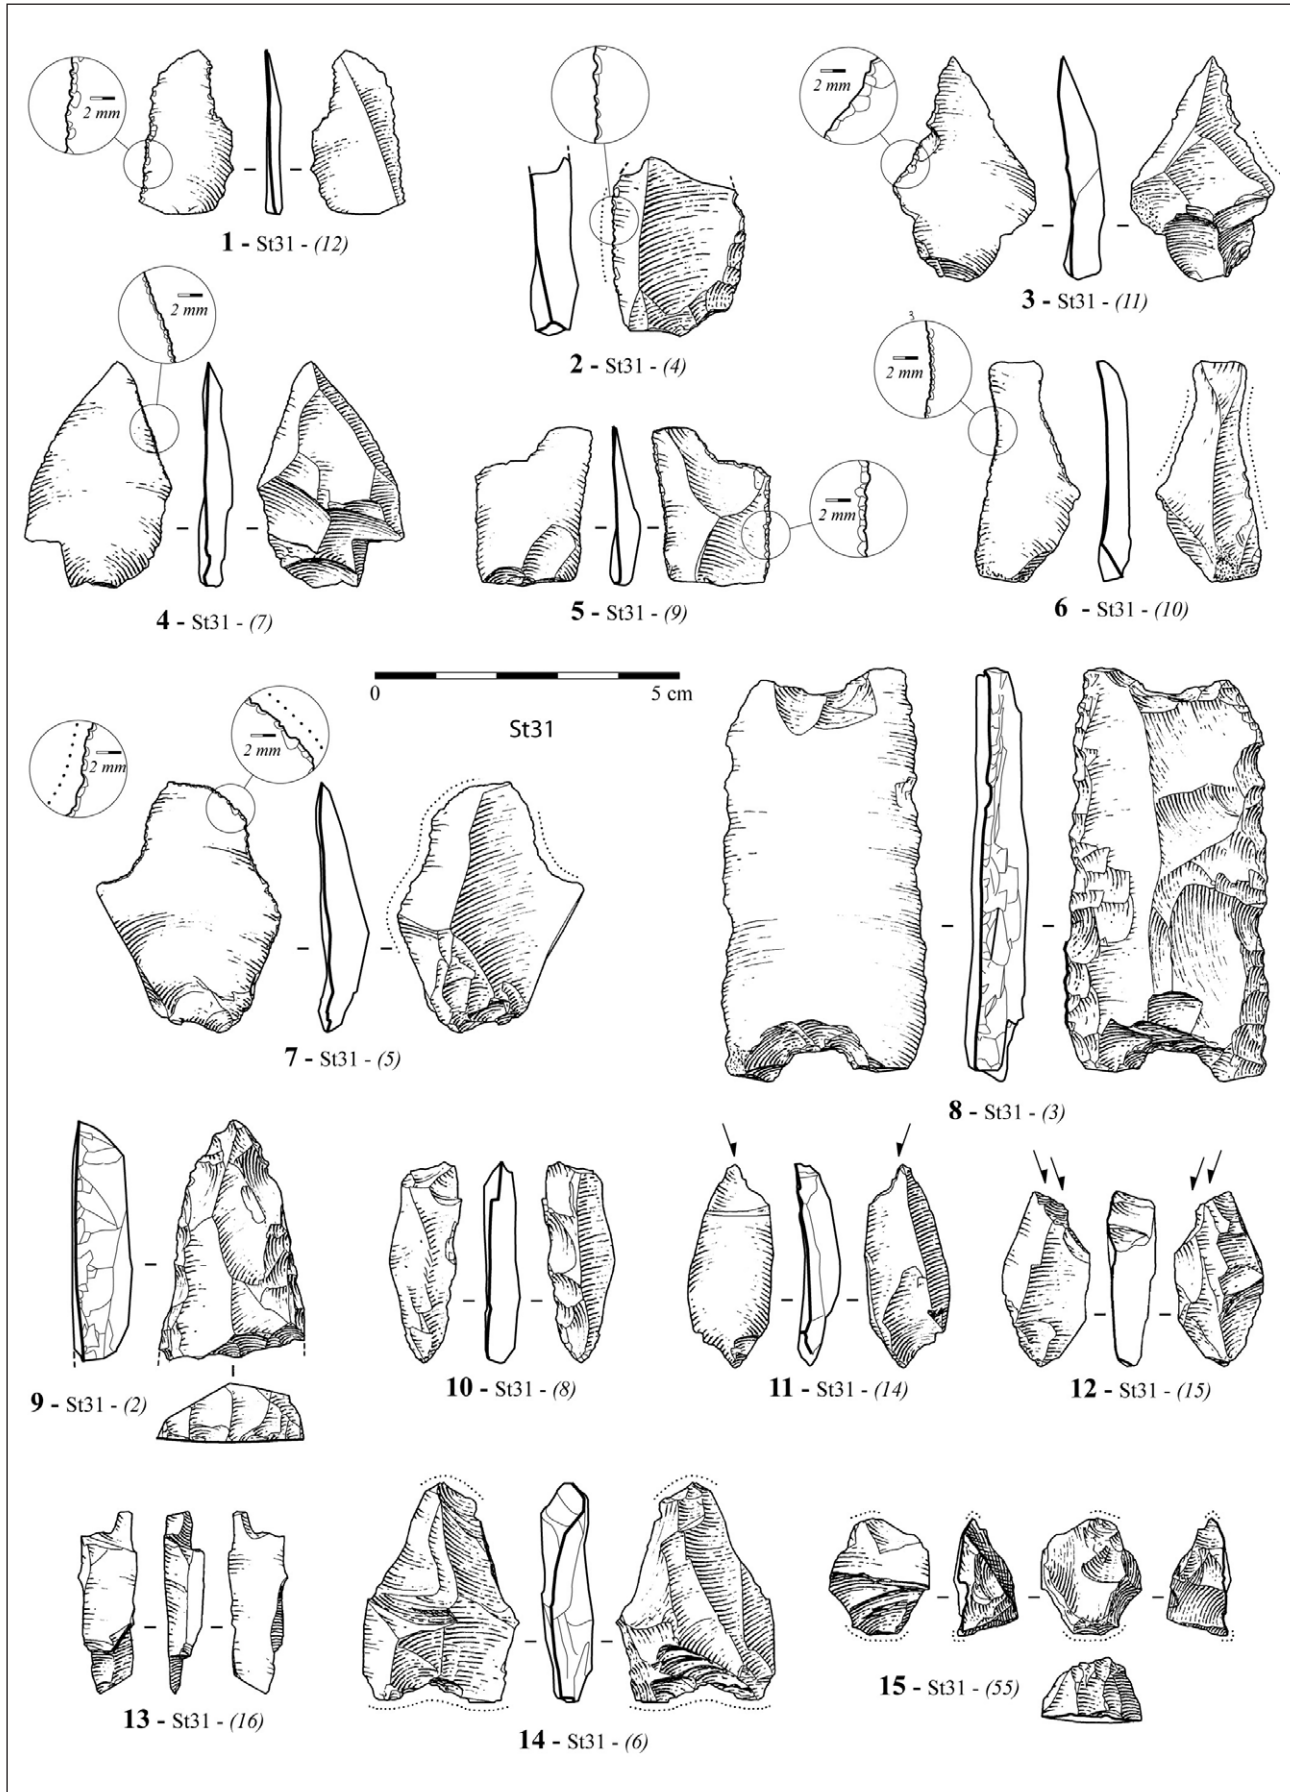 2 mm
1 - St31 - (12)
2 - St31 - (4)
2 mm
3 - St31 - (11)
2 mm
4 - St31 - (7)
5 - St31 - (9)
2 mm
3
2 mm
6 - St31 - (10)
0 5 cm
St31
2 mm
2 mm
7 - St31 - (5)
8 - St31 - (3)
9 - St31 - (2)
10 - St31 - (8)
11 - St31 - (14)
12 - St31 - (15)
13 - St31 - (16)
14 - St31 - (6)
15 - St31 - (55)